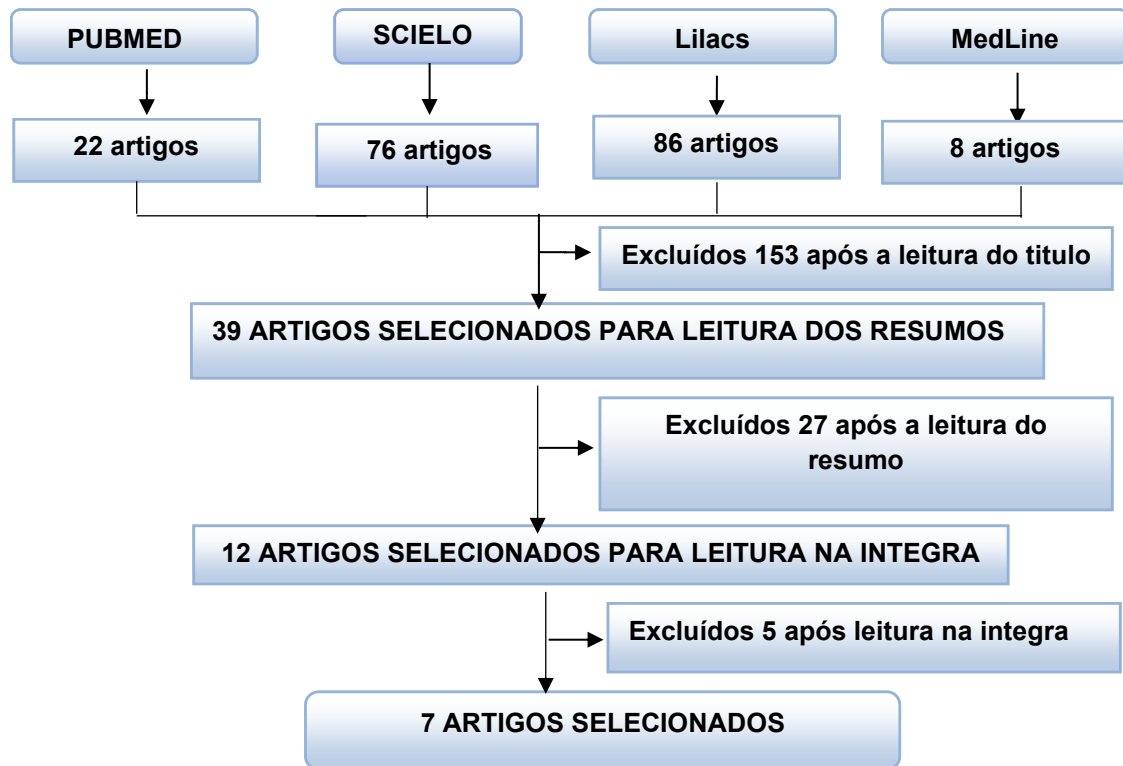 PUBMED
SCIELO
Lilacs
MedLine
22 artigos
76 artigos
86 artigos
8 artigos
Excluídos 153 após a leitura do titulo
39 ARTIGOS SELECIONADOS PARA LEITURA DOS RESUMOS
Excluídos 27 após a leitura do
resumo
12 ARTIGOS SELECIONADOS PARA LEITURA NA INTEGRA
Excluídos 5 após leitura na integra
7 ARTIGOS SELECIONADOS